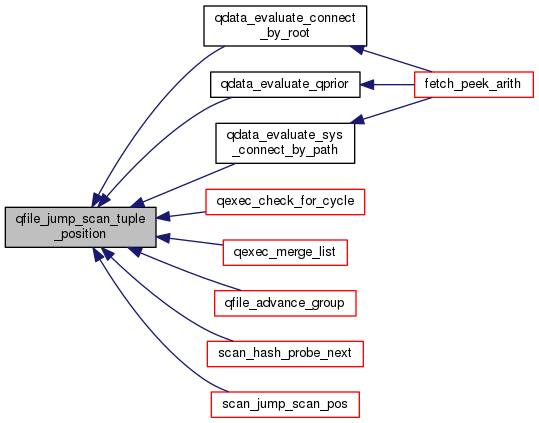 qdata_evaluate_connect
_by_root
qdata_evaluate_qprior
fetch_peek_arith
qdata_evaluate_sys
_connect_by_path
qfile_jump_scan_tuple
_position
qexec_check_for_cycle
qexec_merge_list
qfile_advance_group
scan_hash_probe_next
scan_jump_scan_pos